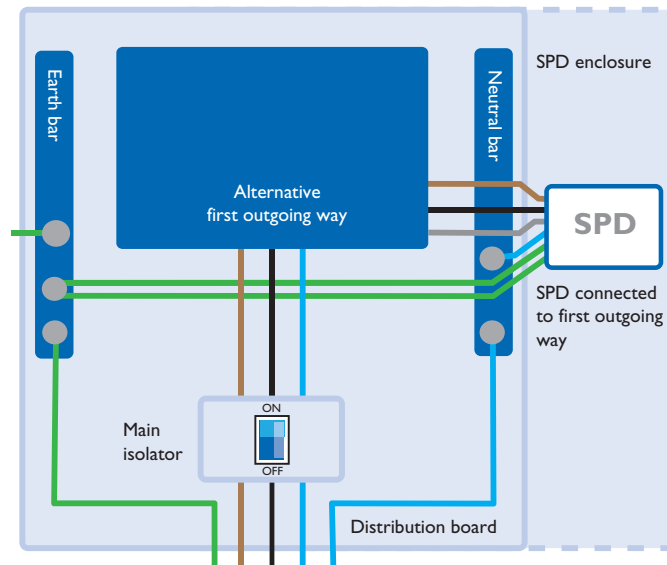 SPD enclosure
Earth bar
Neutral bar
Alternative
first outgoing way
SPD
SPD connected
to first outgoing
way
ON
Main
isolator
OFF
Distribution board